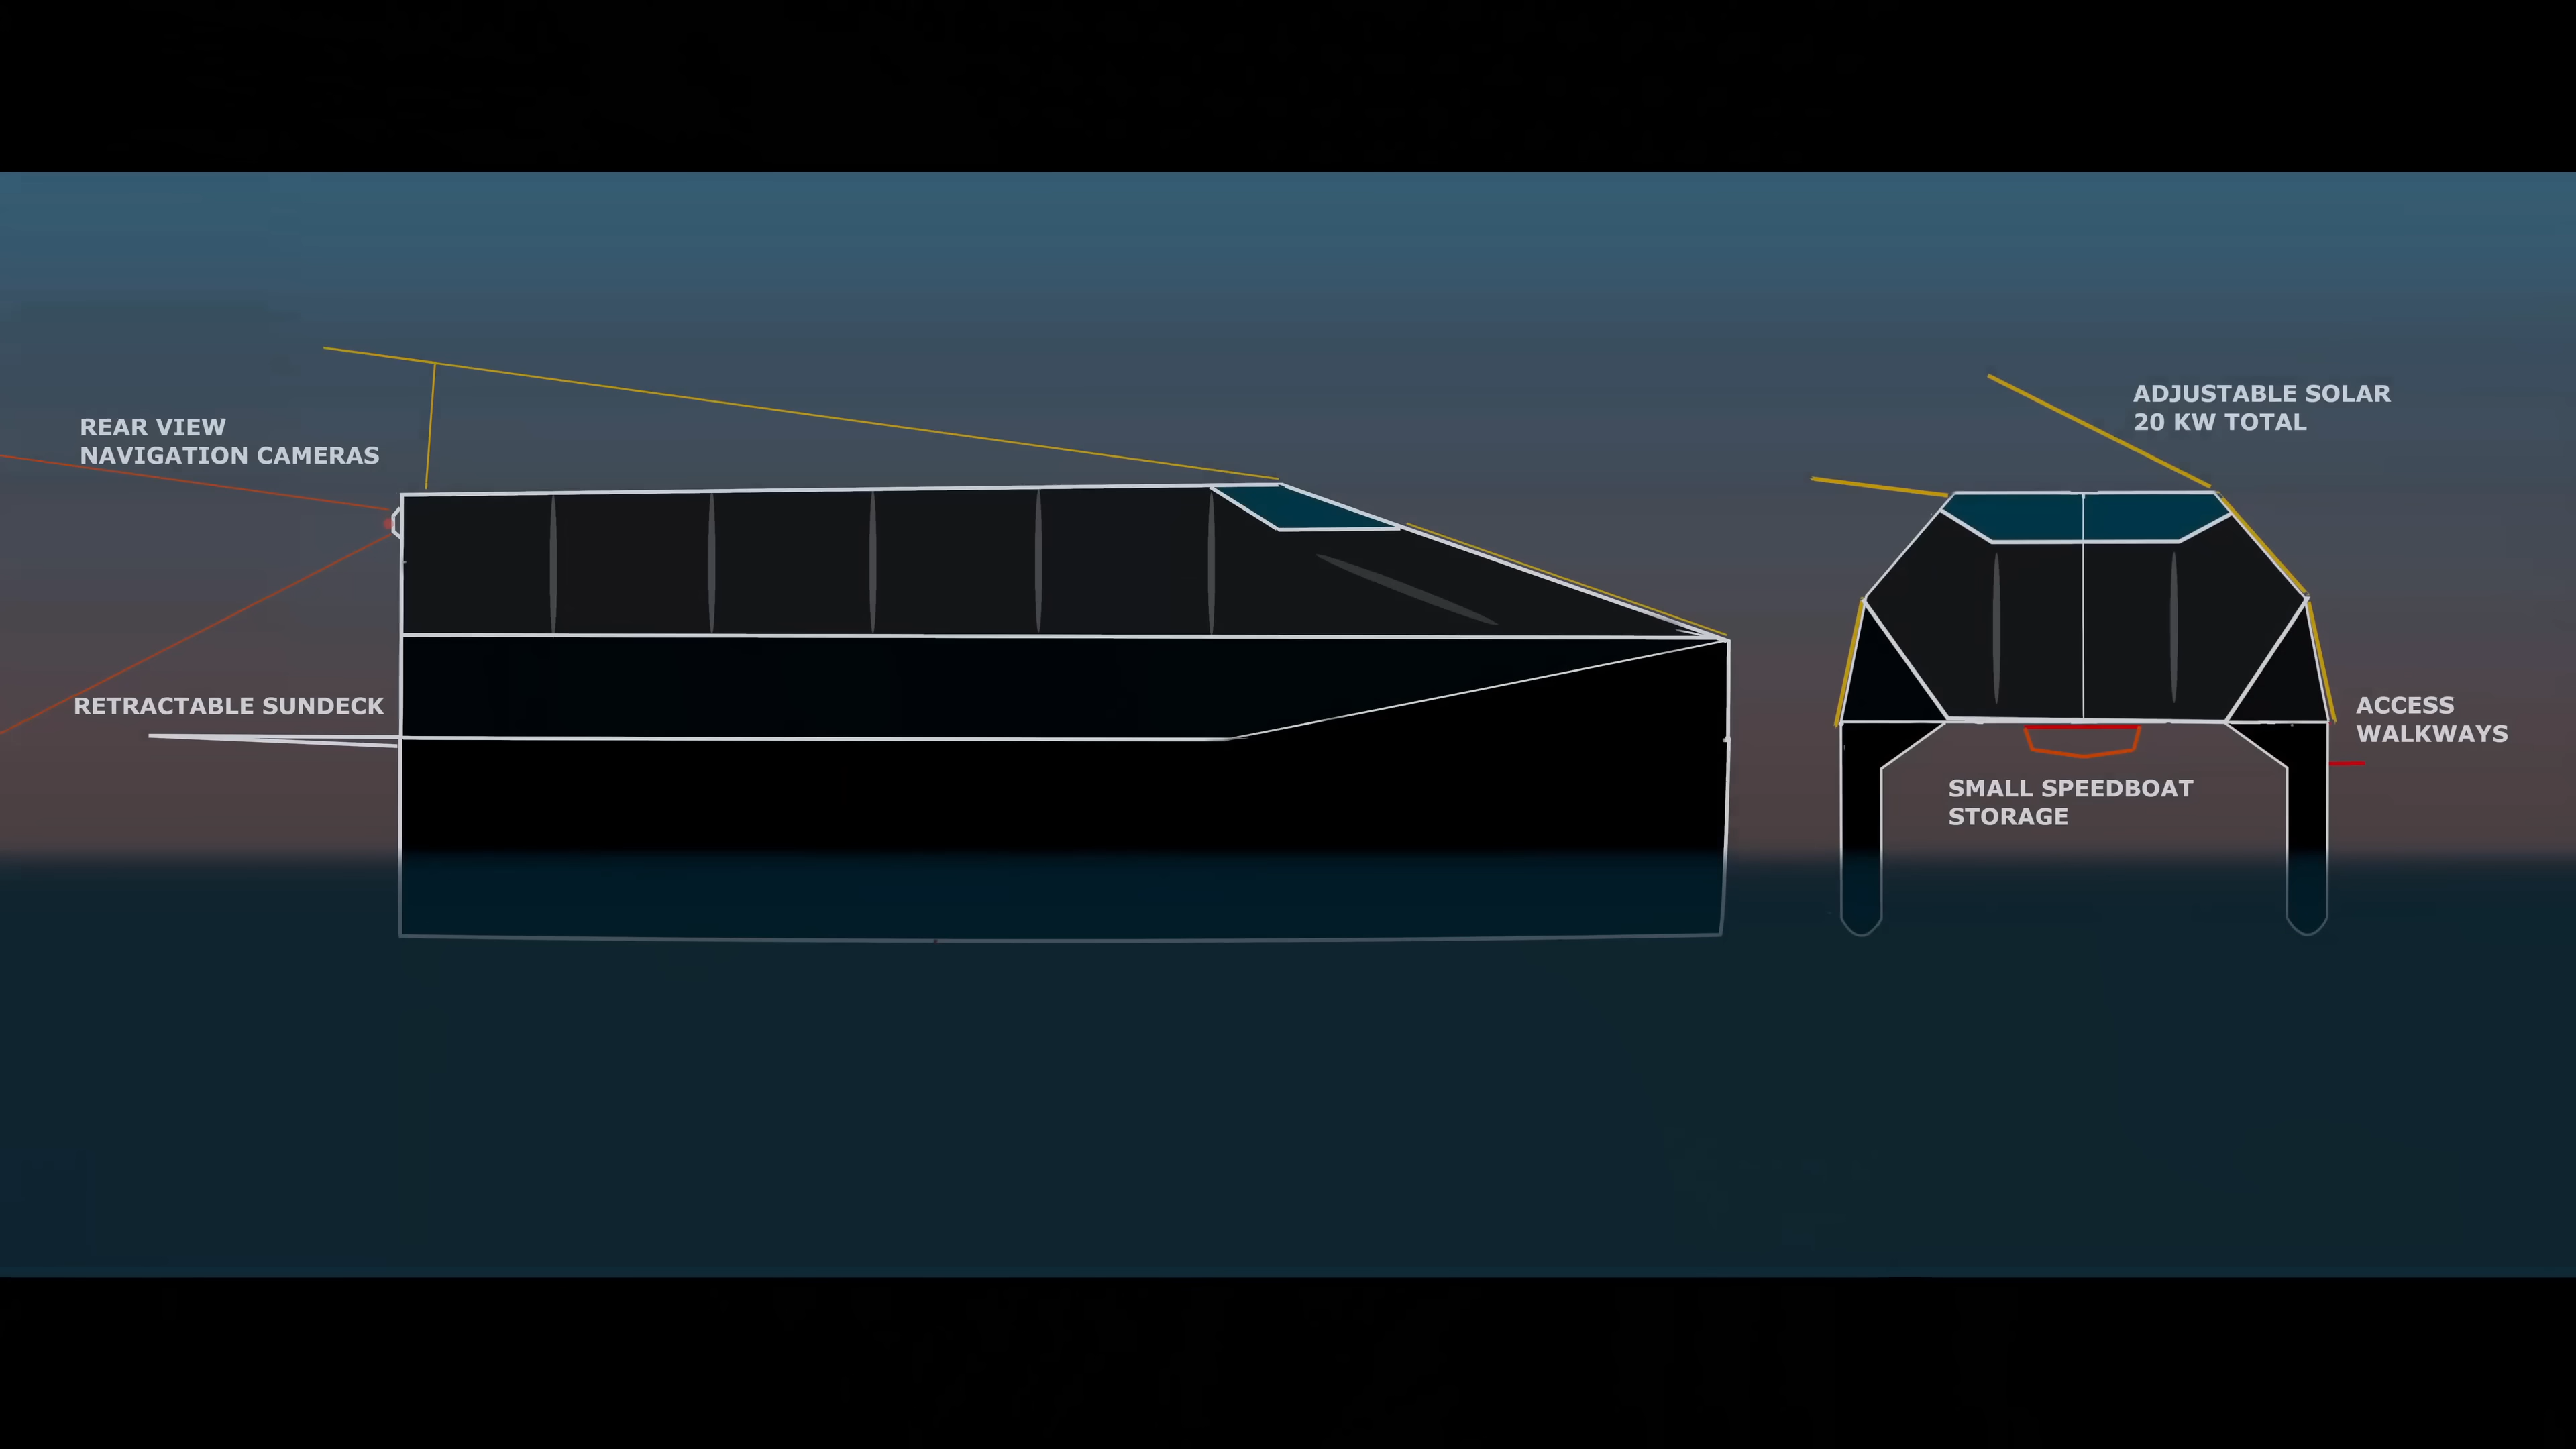 REAR VIEW
NAVIGATION CAMERAS
RETRACTABLE SUNDECK
ADJUSTABLE SOLAR
20 KW TOTAL
ACCESS
WALKWAYS
SMALL SPEEDBOAT
STORAGE